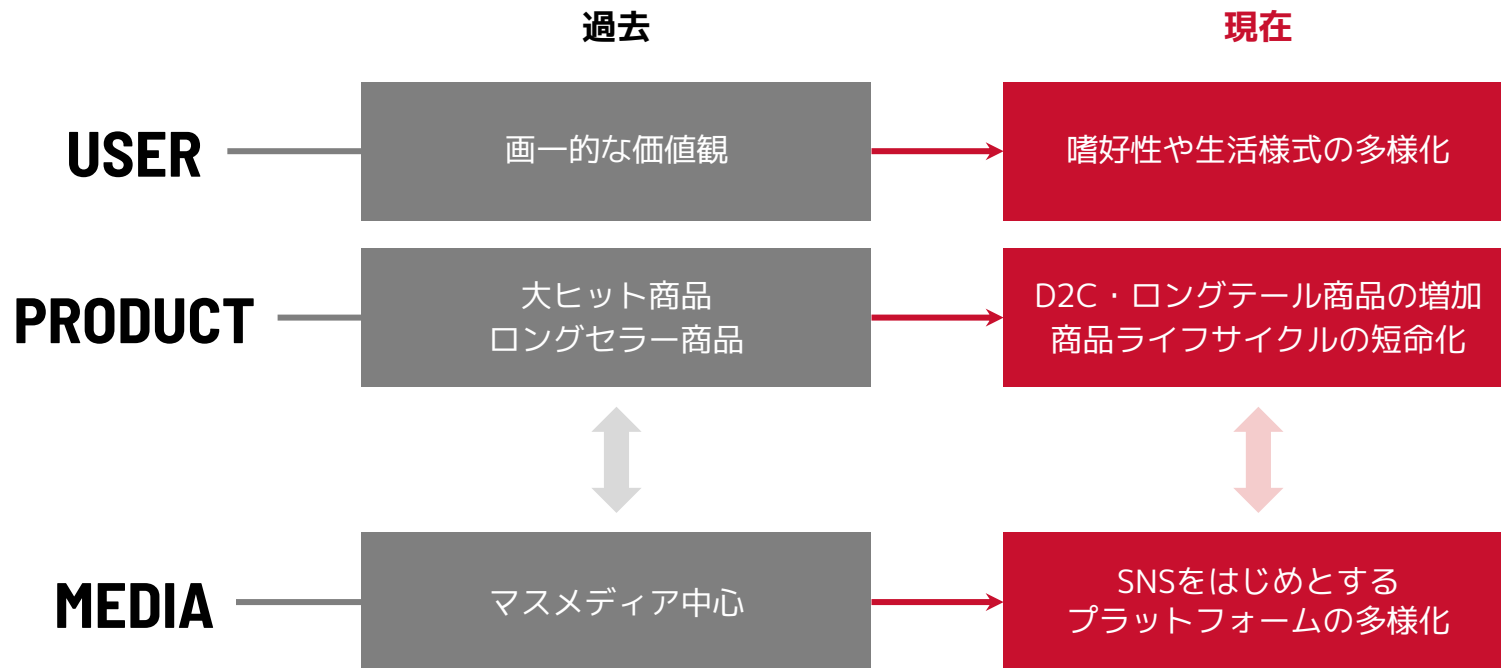 過去
現在
USER
画一的な価値観
嗜好性や生活様式の多様化
PRODUCT
大ヒット商品
ロングセラー商品
D2C・ロングテール商品の増加
商品ライフサイクルの短命化
MEDIA
マスメディア中心
SNSをはじめとする
プラットフォームの多様化